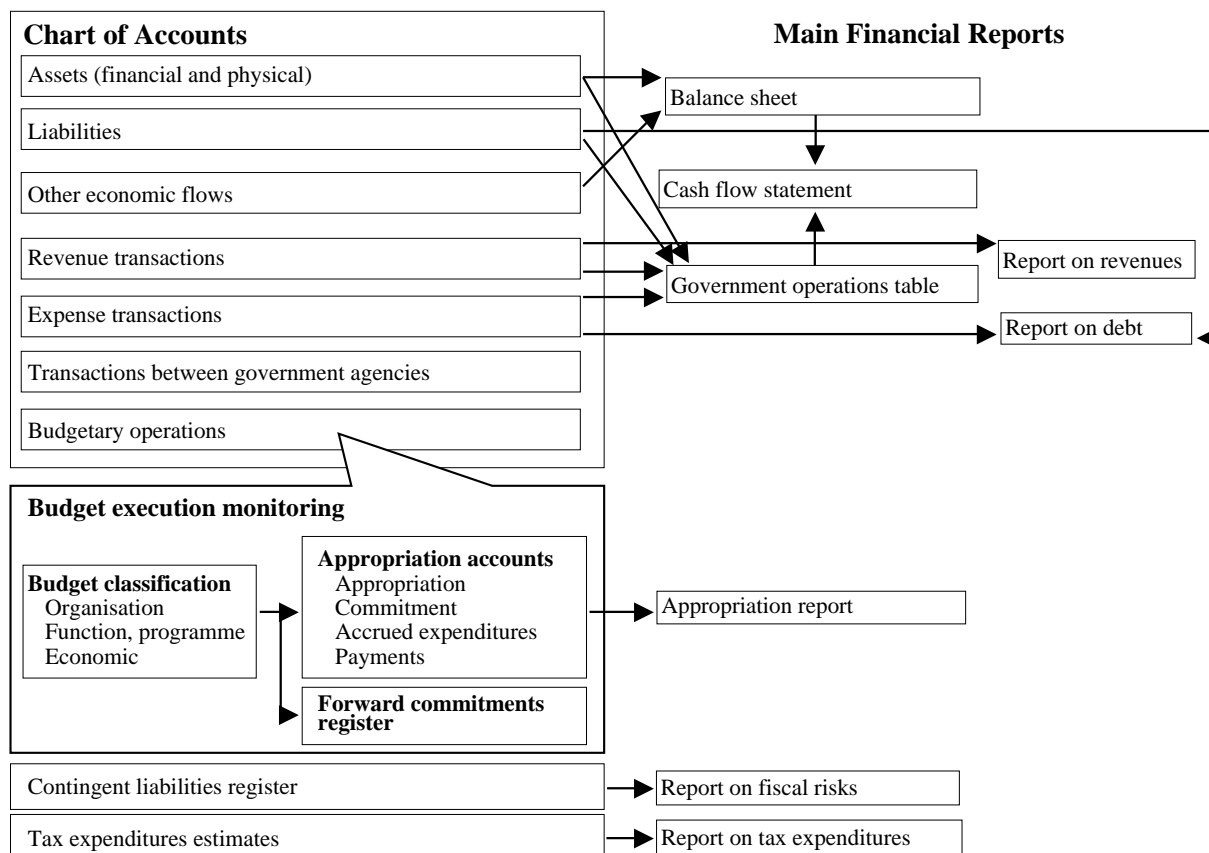 Chart of Accounts
Main Financial Reports
Assets (financial and physical)
Balance sheet
Liabilities
Other economic flows
Cash flow statement
Revenue transactions
Report on revenues
Government operations table
Expense transactions
Report on debt
Transactions between government agencies
Budgetary operations
Budget execution monitoring
Budget classification
Organisation
Function, programme
Economic
Appropriation accounts
Appropriation
Commitment
Accrued expenditures
Payments
Appropriation report
Forward commitments
register
Contingent liabilities register
Report on fiscal risks
Tax expenditures estimates
Report on tax expenditures